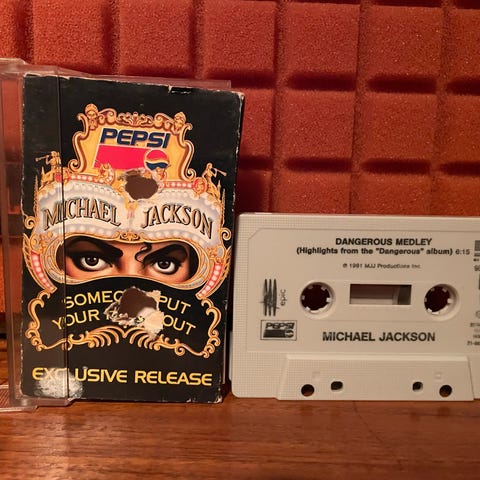 PEPSI
MICHAEL JACKSON
PUT
YOUR OUT
EXCLUSIVE RELEASE
DANGEROUS MEDLEY
(Highlights from the "Dangerous" album) 6:15
℗ 1991 MJJ Productions Inc.
epic
PEPSI
MICHAEL JACKSON